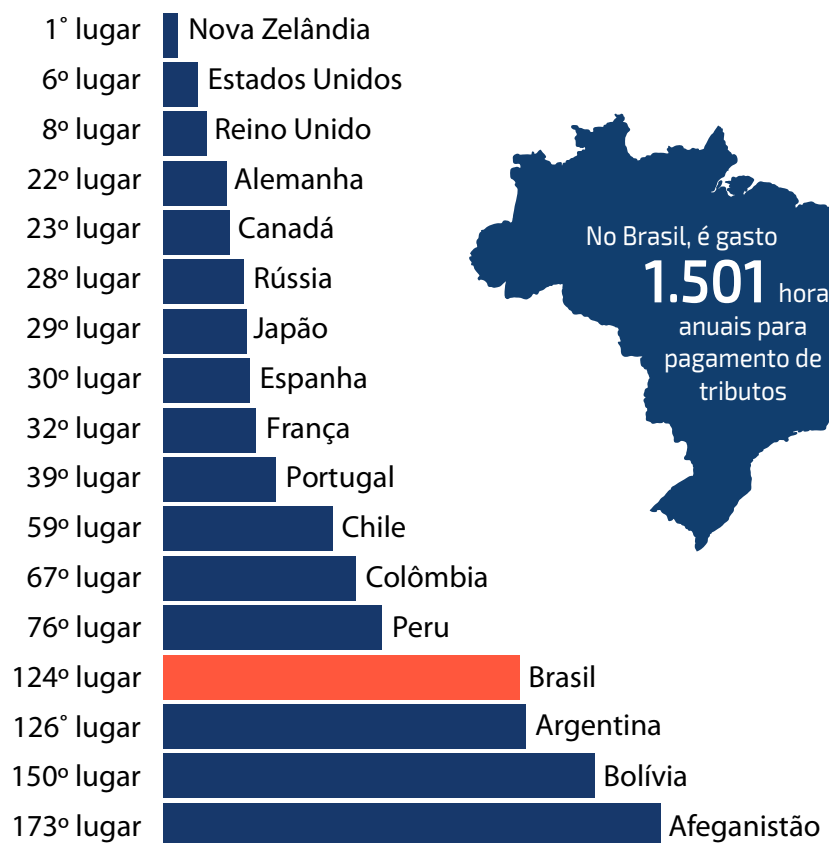 1˚ lugar Nova Zelândia
6º lugar Estados Unidos
8º lugar Reino Unido
22º lugar Alemanha
23º lugar Canadá
28º lugar Rússia
29º lugar Japão
30º lugar Espanha
32º lugar França
39º lugar Portugal
59º lugar Chile
67º lugar Colômbia
76º lugar Peru
124º lugar Brasil
126˚ lugar Argentina
150º lugar Bolívia
173º lugar Afeganistão
No Brasil, é gasto
1.501 hora
anuais para
pagamento de
tributos